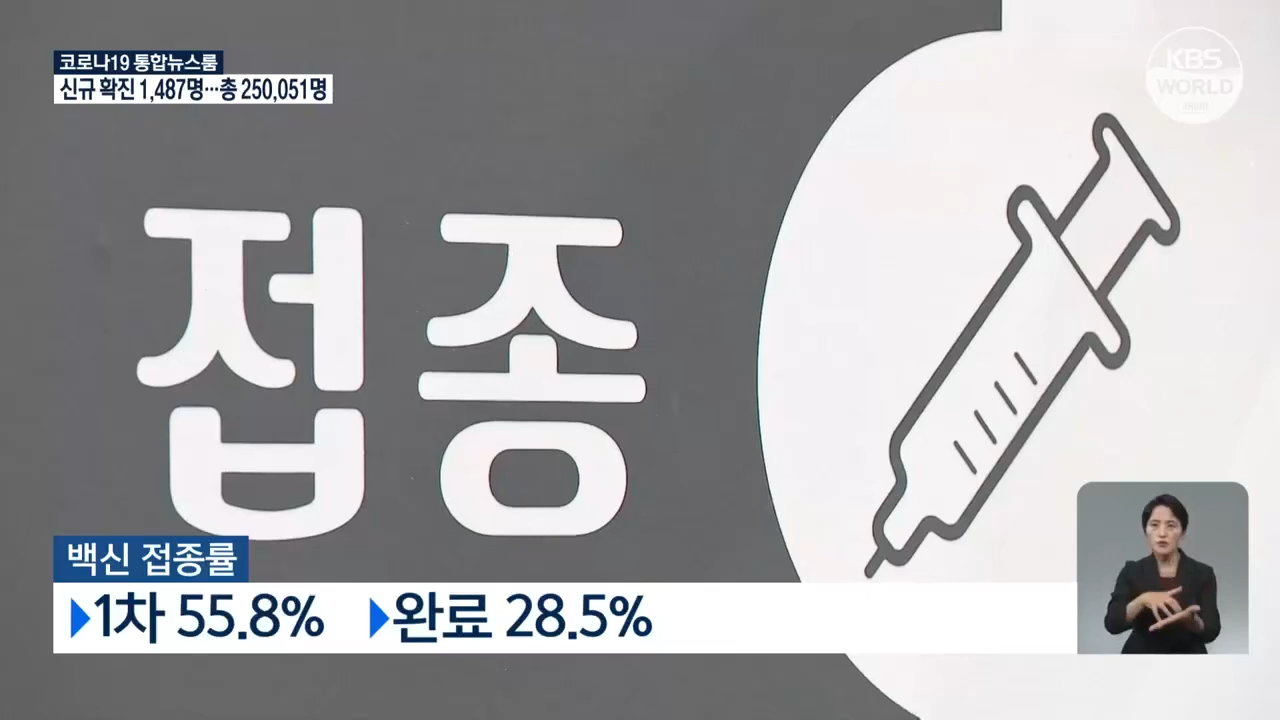 코로나19 통합뉴스룸
신규 확진 1,487명…총 250,051명
KBS
WORLD
접종
백신 접종률
▶1차 55.8% ▶완료 28.5%